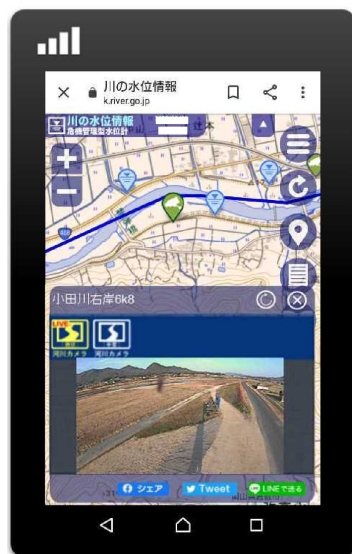 川の水位情報
k.river.go.jp
川の水位情報
危機管理型水位計
辻本
小田川右岸6k8
LIVE
河川カメラ
河川カメラ
シェア
Tweet
LINEで送る